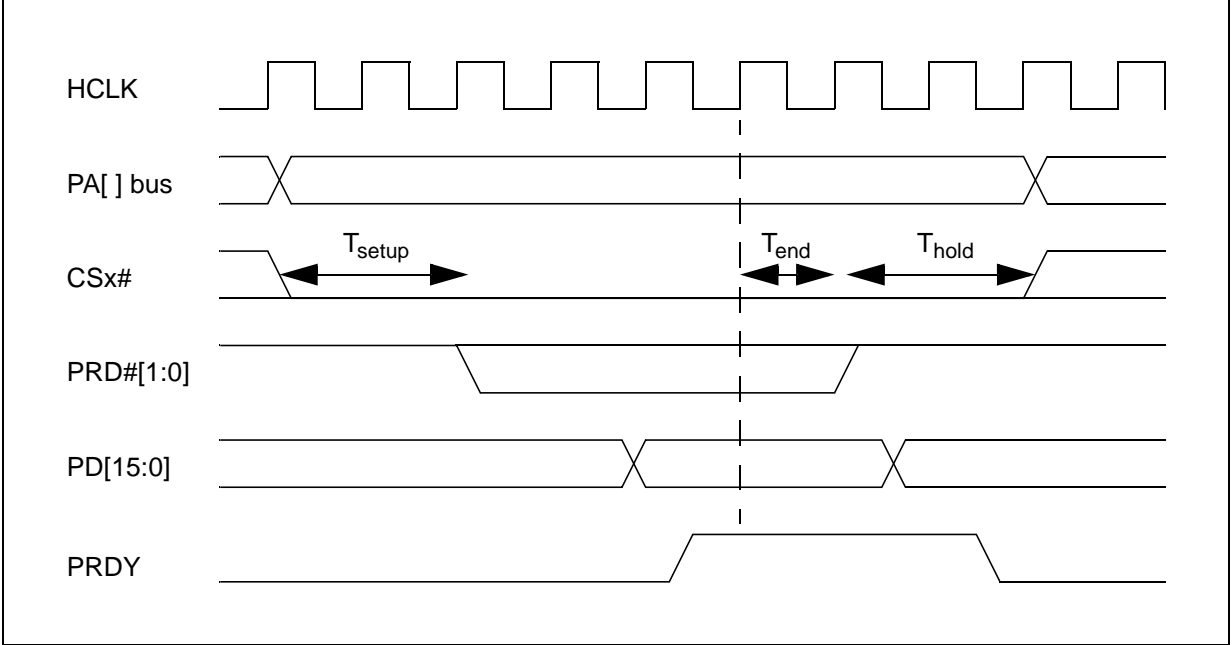 HCLK
PA[ ] bus
CSx#
Tsetup
Tend
Thold
PRD#[1:0]
PD[15:0]
PRDY